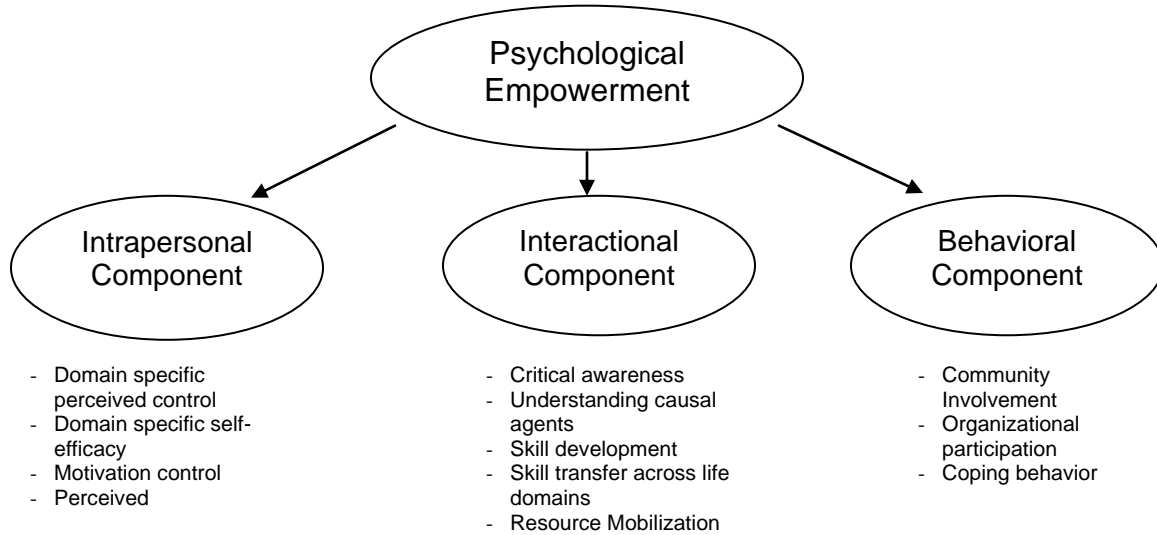 Psychological
Empowerment
Intrapersonal
Component
Interactional
Component
Behavioral
Component
- Domain specific
perceived control
- Domain specific self-
efficacy
- Motivation control
- Perceived
- Critical awareness
- Understanding causal
agents
- Skill development
- Skill transfer across life
domains
- Resource Mobilization
- Community
Involvement
- Organizational
participation
- Coping behavior